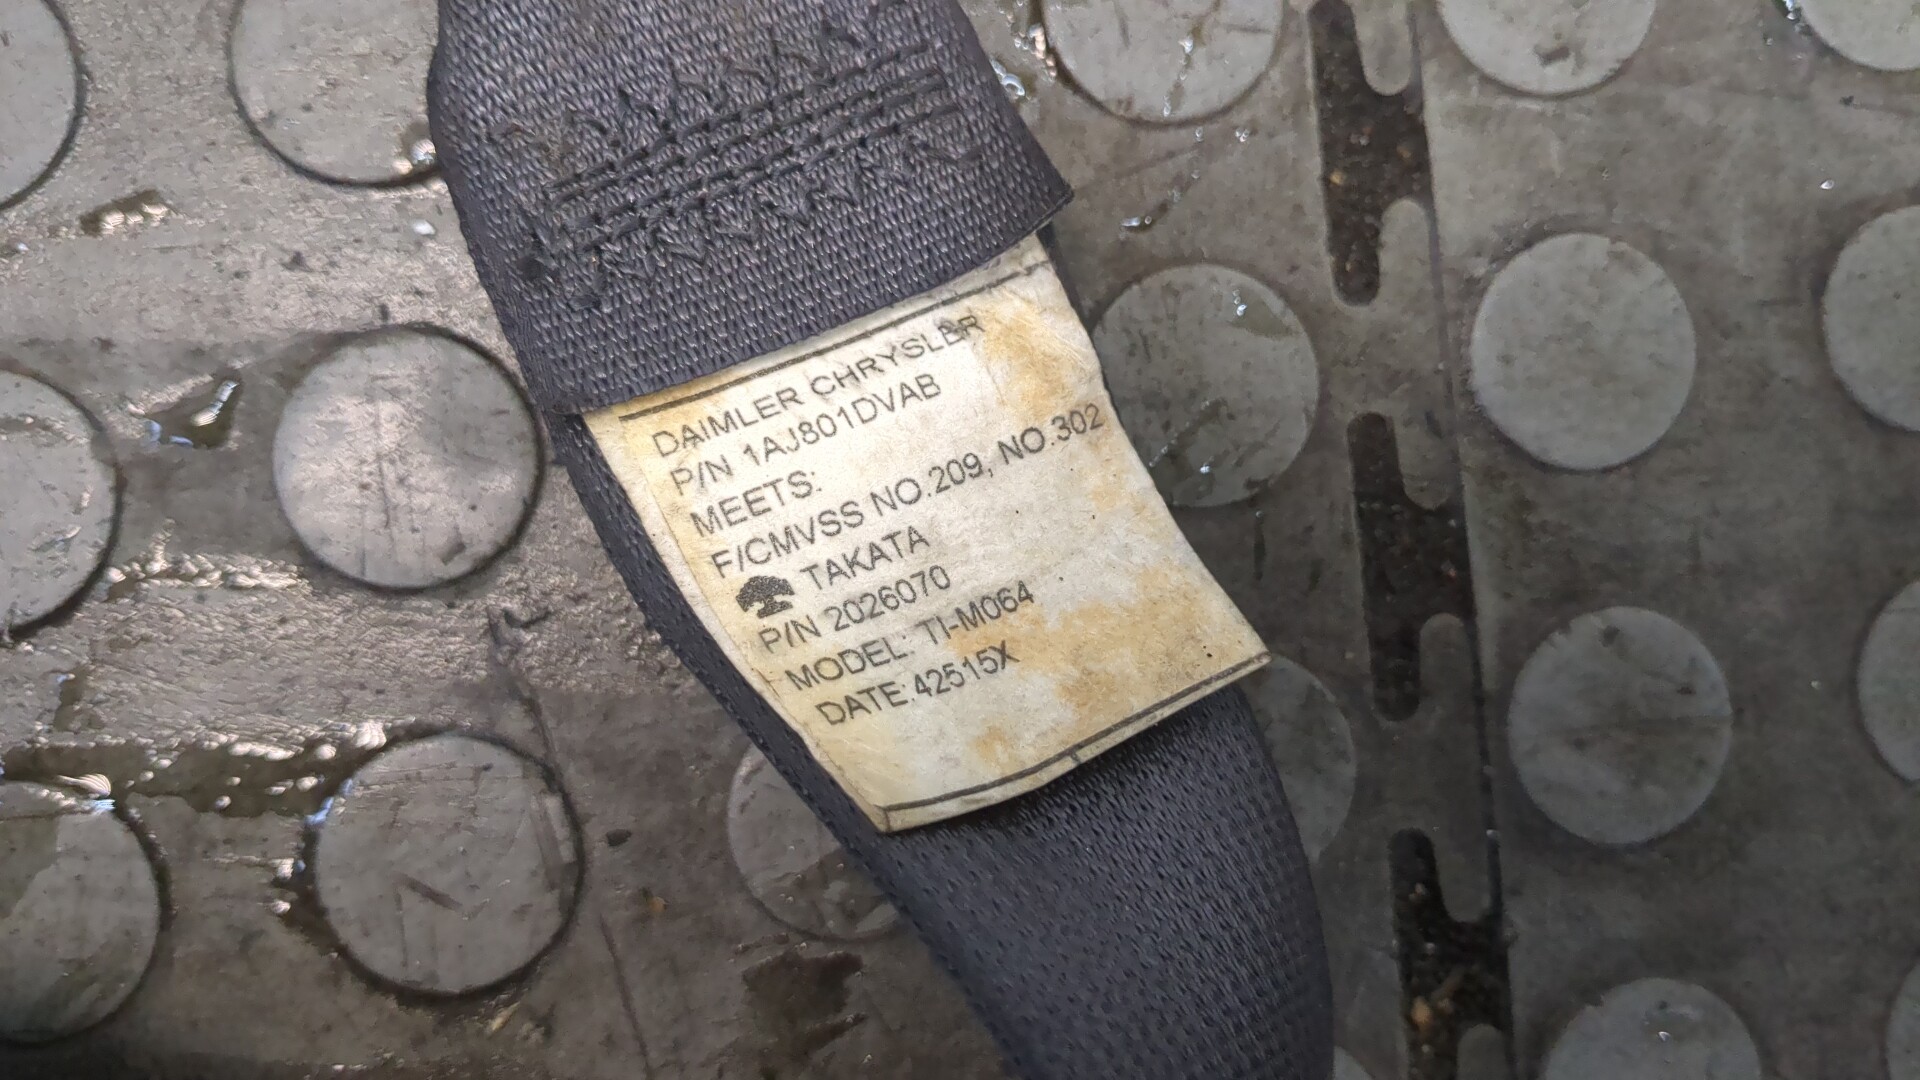 DAIMLER CHRYSLER
P/N 1AJ801DVAB
MEETS:
F/CMVSS NO.209, NO.302
TAKATA
P/N 2026070
MODEL: TI-M064
DATE:42515X